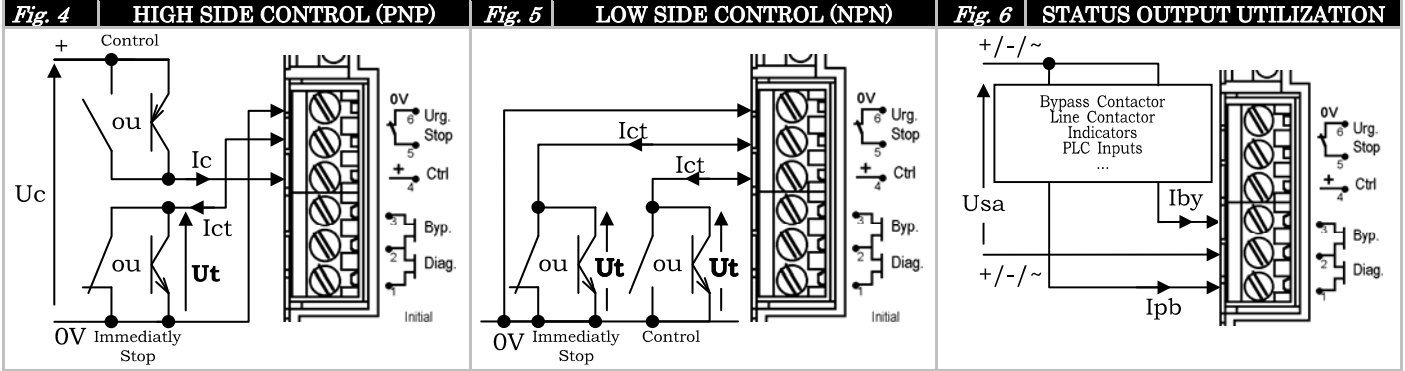 Fig. 4 HIGH SIDE CONTROL (PNP)
+ Control
ou
Ic
Uc
Ict
ou
Ut
0V Immediatly
Stop
0V
6 Urg.
Stop
5
+
4 Ctrl
3
Byp.
2
Diag.
1
Initial
Fig. 5 LOW SIDE CONTROL (NPN)
Ict
Ict
ou Ut ou Ut
0V Immediatly
Stop
Control
0V
6 Urg.
Stop
5
+
4 Ctrl
3
Byp.
2
Diag.
1
Initial
Fig. 6 STATUS OUTPUT UTILIZATION
+/-/~
Bypass Contactor
Line Contactor
Indicators
PLC Inputs
...
Usa
Iby
+/-/~
Ipb
0V
6 Urg.
Stop
5
+
4 Ctrl
3
Byp.
2
Diag.
1